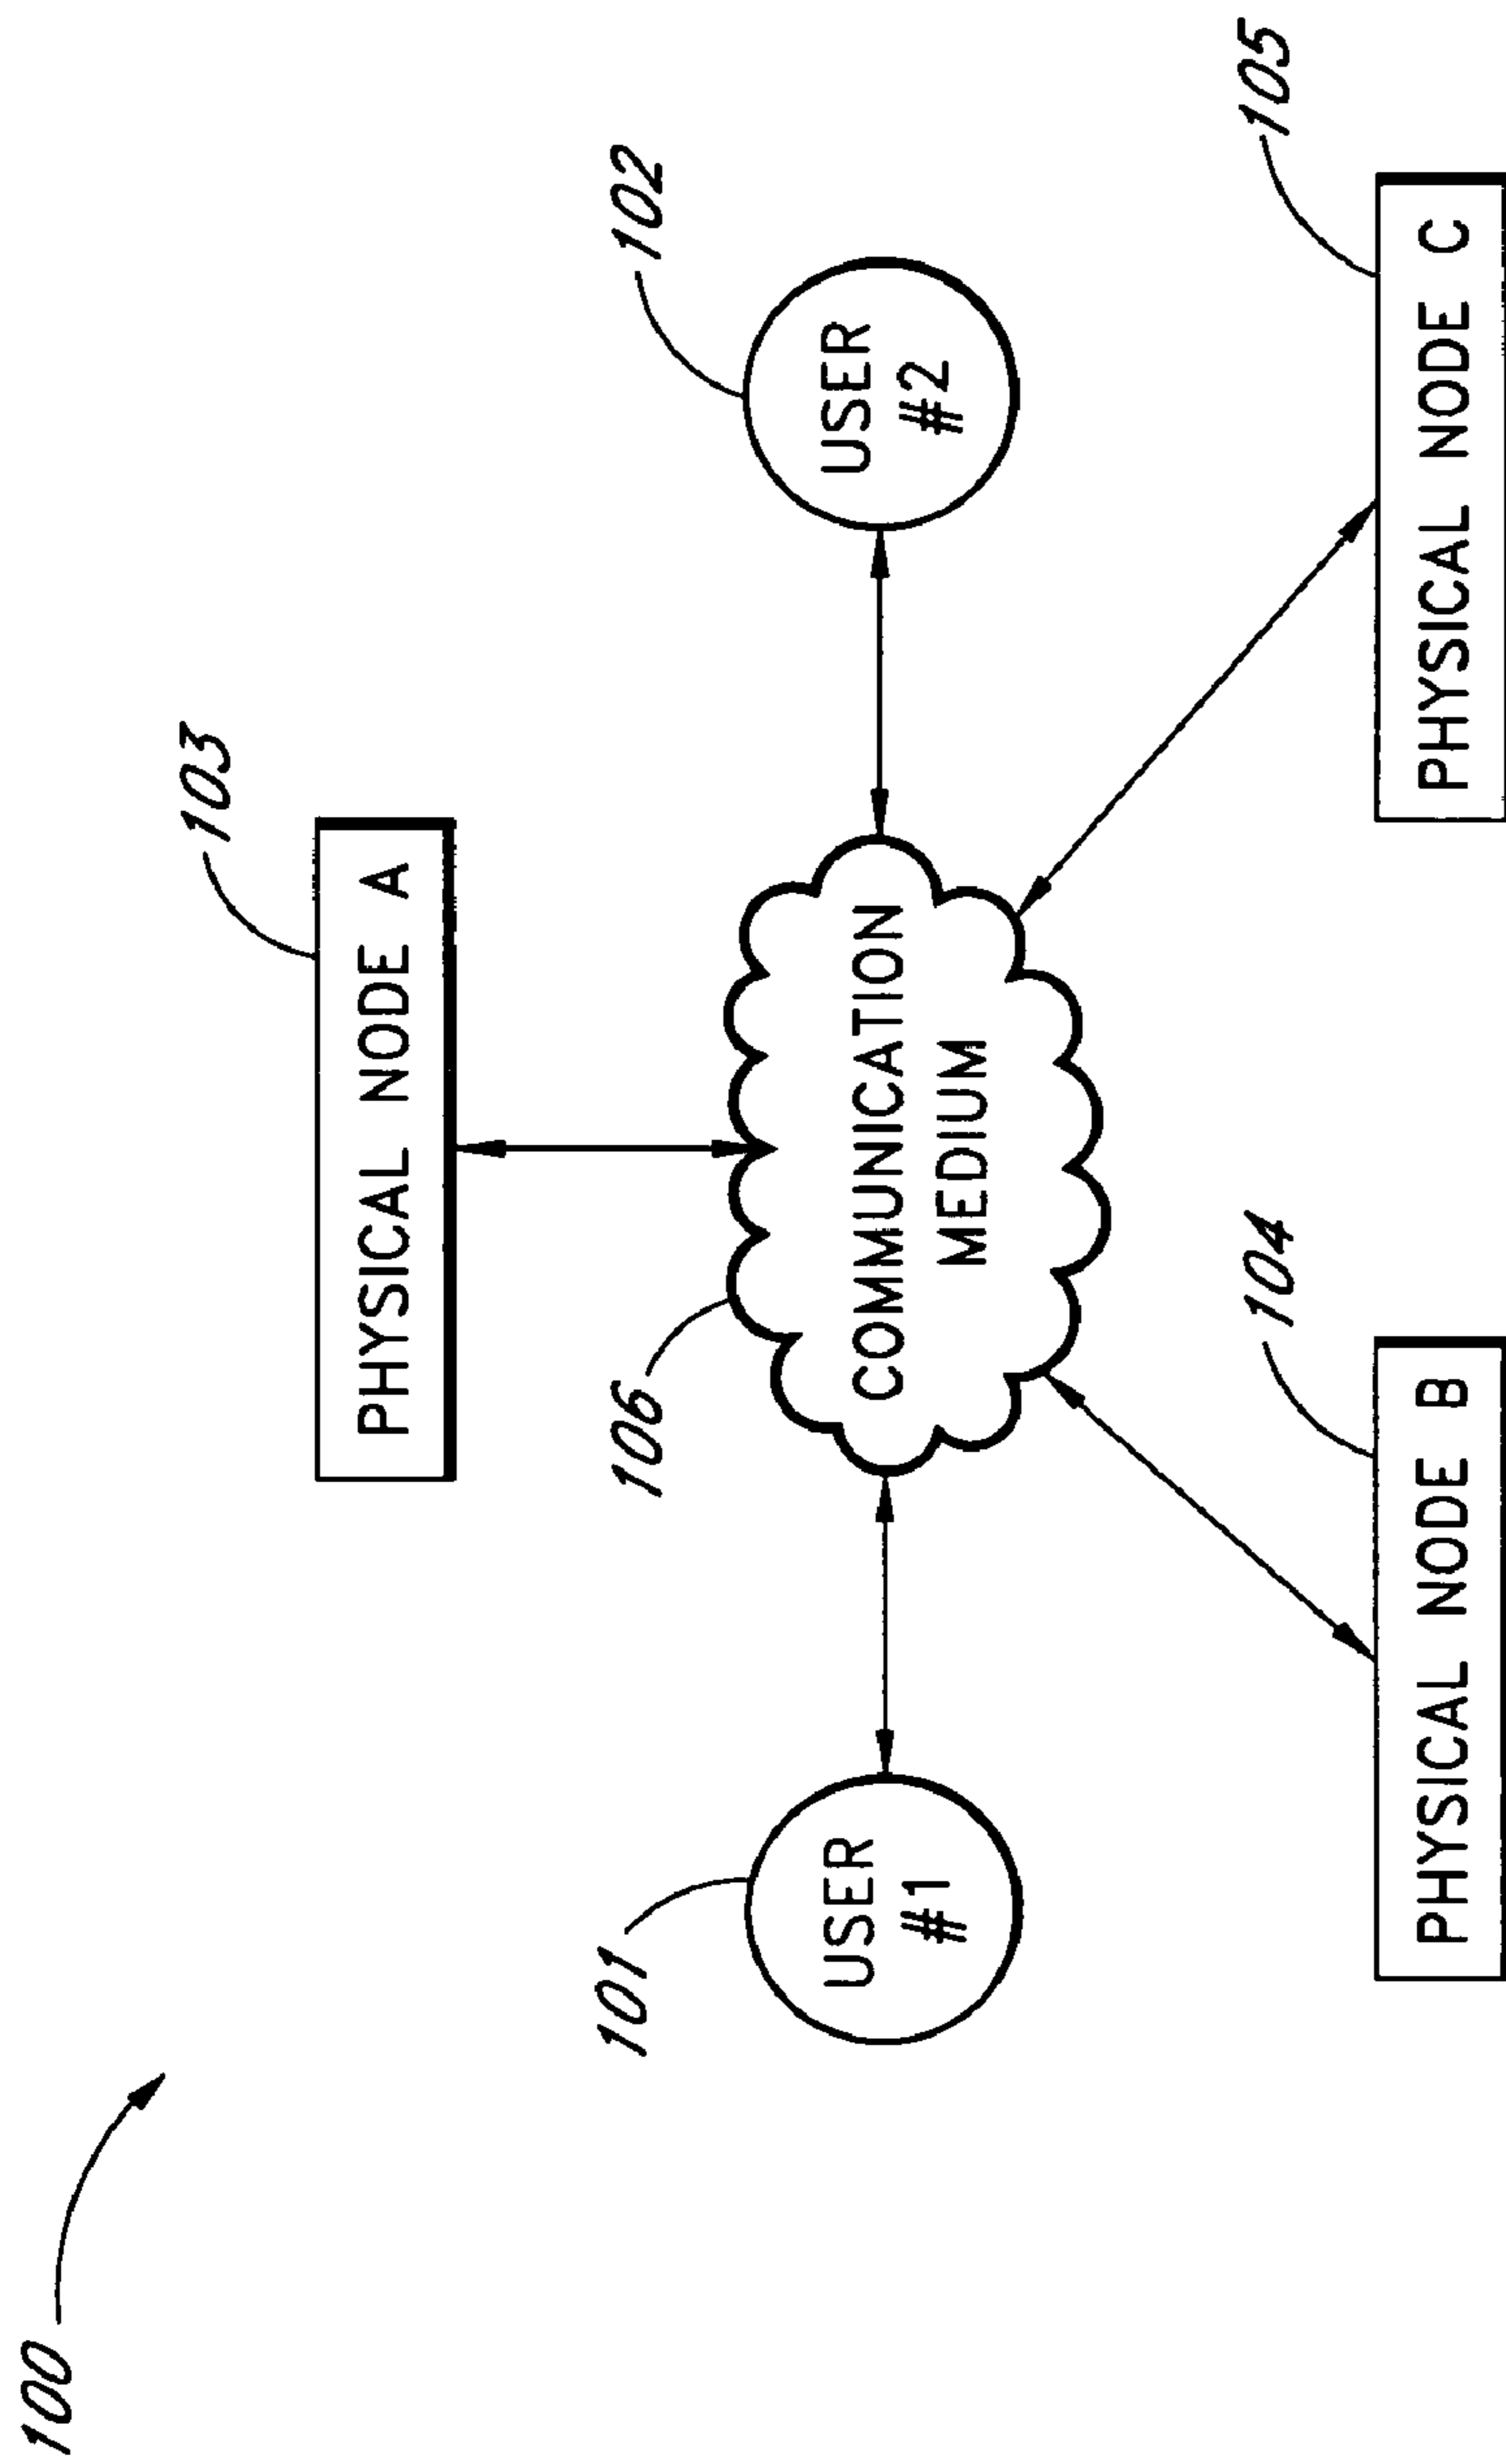 100
103
PHYSICAL NODE A
101
106
102
USER
#1
COMMUNICATION
MEDIUM
USER
#2
104
105
PHYSICAL NODE B
PHYSICAL NODE C